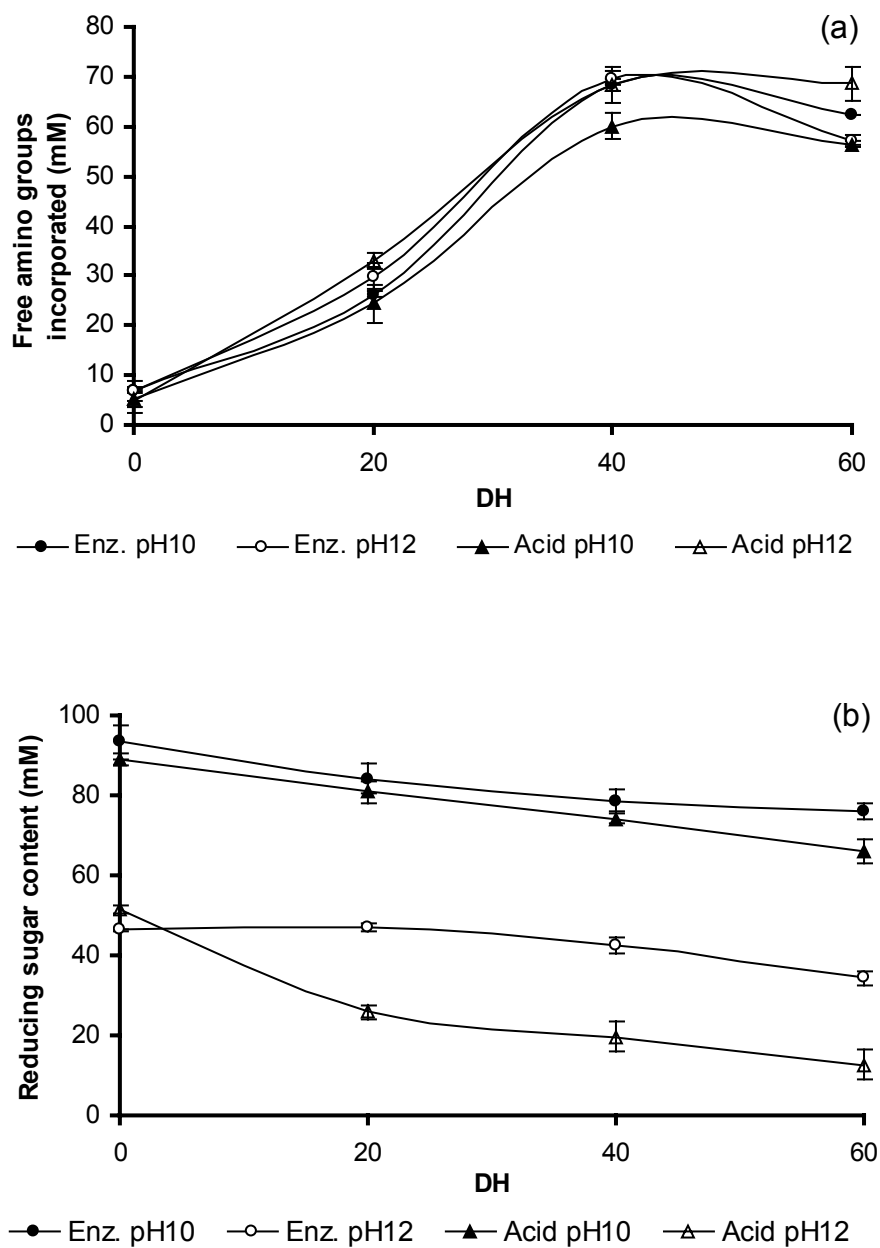 (a)
80
70
60
50
40
30
20
10
0
Free amino groups
incorporated (mM)
0 20 40 60
DH
Enz. pH10 Enz. pH12 Acid pH10 Acid pH12
(b)
100
80
60
40
20
0
Reducing sugar content (mM)
0 20 40 60
DH
Enz. pH10 Enz. pH12 Acid pH10 Acid pH12